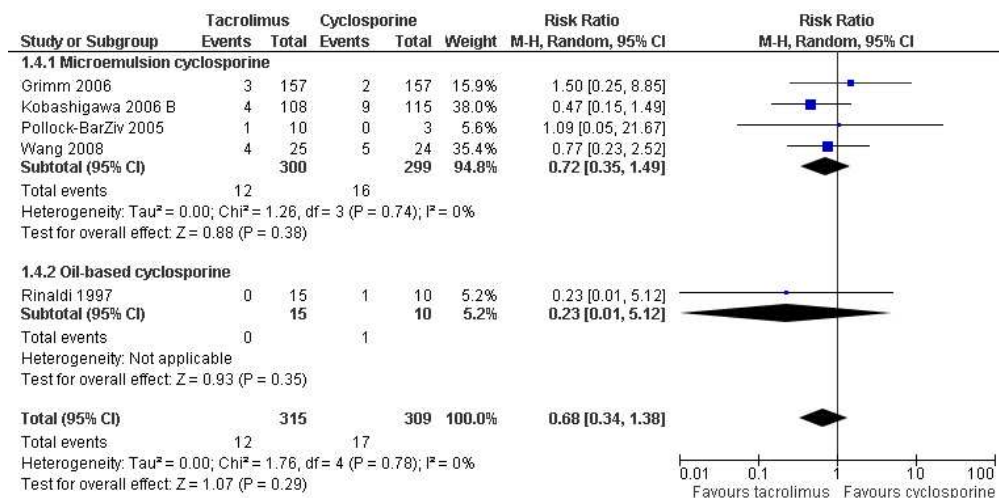 Tacrolimus Cyclosporine Risk Ratio Risk Ratio
Study or Subgroup Events Total Events Total Weight M-H, Random, 95% CI M-H, Random, 95% CI
1.4.1 Microemulsion cyclosporine
Grimm 2006 3 157 2 157 15.9% 1.50 [0.25, 8.85]
Kobashigawa 2006 B 4 108 9 115 38.0% 0.47 [0.15, 1.49]
Pollock-BarZiv 2005 1 10 0 3 5.6% 1.09 [0.05, 21.67]
Wang 2008 4 25 5 24 35.4% 0.77 [0.23, 2.52]
Subtotal (95% CI) 300 299 94.8% 0.72 [0.35, 1.49]
Total events 12 16
Heterogeneity: Tau² = 0.00; Chi² = 1.26, df = 3 (P = 0.74); I² = 0%
Test for overall effect: Z = 0.88 (P = 0.38)
1.4.2 Oil-based cyclosporine
Rinaldi 1997 0 15 1 10 5.2% 0.23 [0.01, 5.12]
Subtotal (95% CI) 15 10 5.2% 0.23 [0.01, 5.12]
Total events 0 1
Heterogeneity: Not applicable
Test for overall effect: Z = 0.93 (P = 0.35)
Total (95% CI) 315 309 100.0% 0.68 [0.34, 1.38]
Total events 12 17
Heterogeneity: Tau² = 0.00; Chi² = 1.76, df = 4 (P = 0.78); I² = 0%
Test for overall effect: Z = 1.07 (P = 0.29)
0.01 0.1 1 10 100
Favours tacrolimus Favours cyclosporine